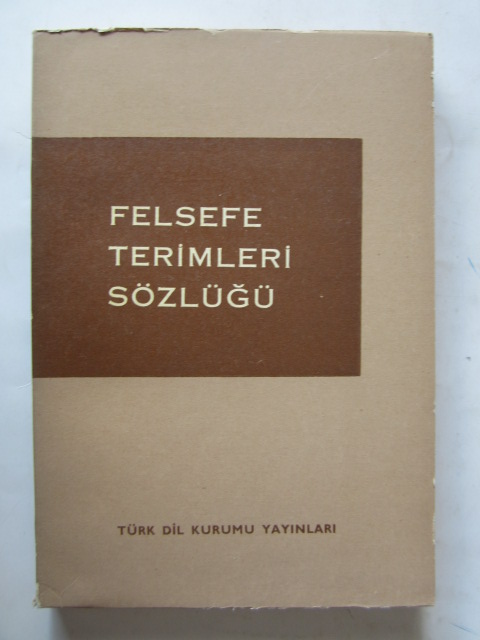 FELSEFE
TERİMLERİ
SÖZLÜĞÜ
TÜRK DİL KURUMU YAYINLARI